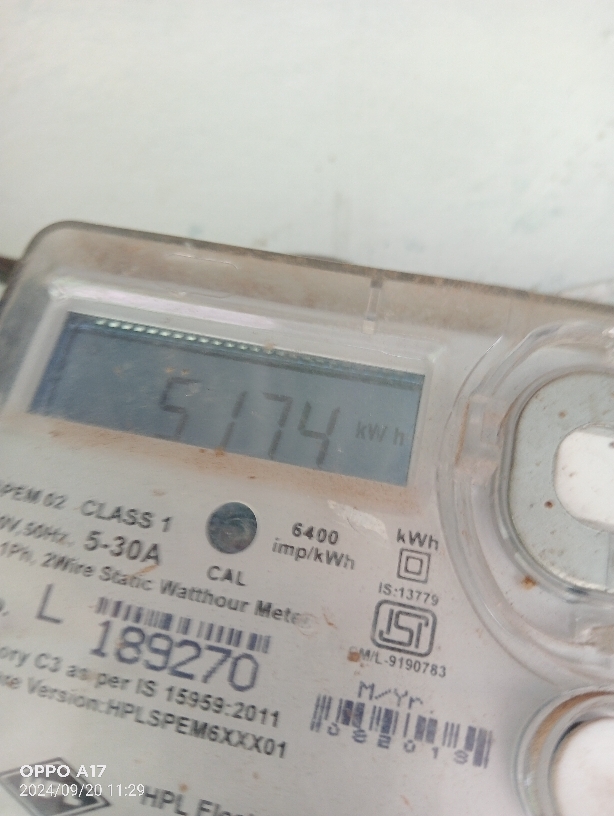 5174 kWh
PEM 02 CLASS 1
0V, 50Hz, 5-30A
1Ph, 2Wire Static Watthour Mete
CAL
6400
imp/kWh
kWh
IS:13779
ISI
CM/L-9190783
L 189270
ory C3 as per IS 15959:2011
Version:HPLSPEM6XXX01
M/Yr.
HPL
OPPO A17
2024/09/20 11:29